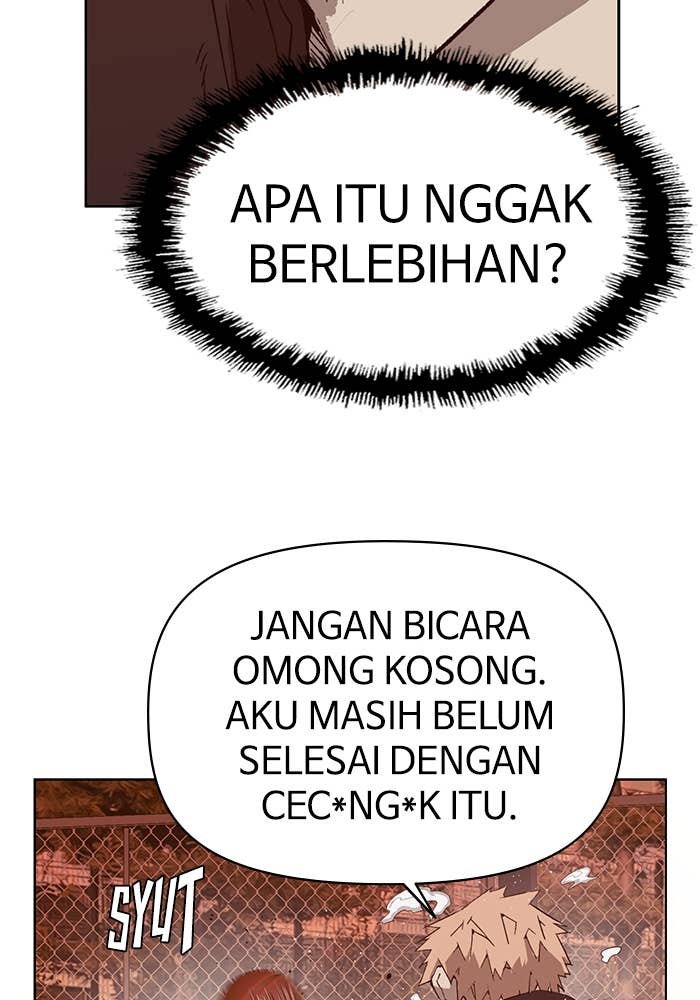 APA ITU NGGAK
BERLEBIHAN?
JANGAN BICARA
OMONG KOSONG.
AKU MASIH BELUM
SELESAI DENGAN
CEC*NG*K ITU.
SYUT